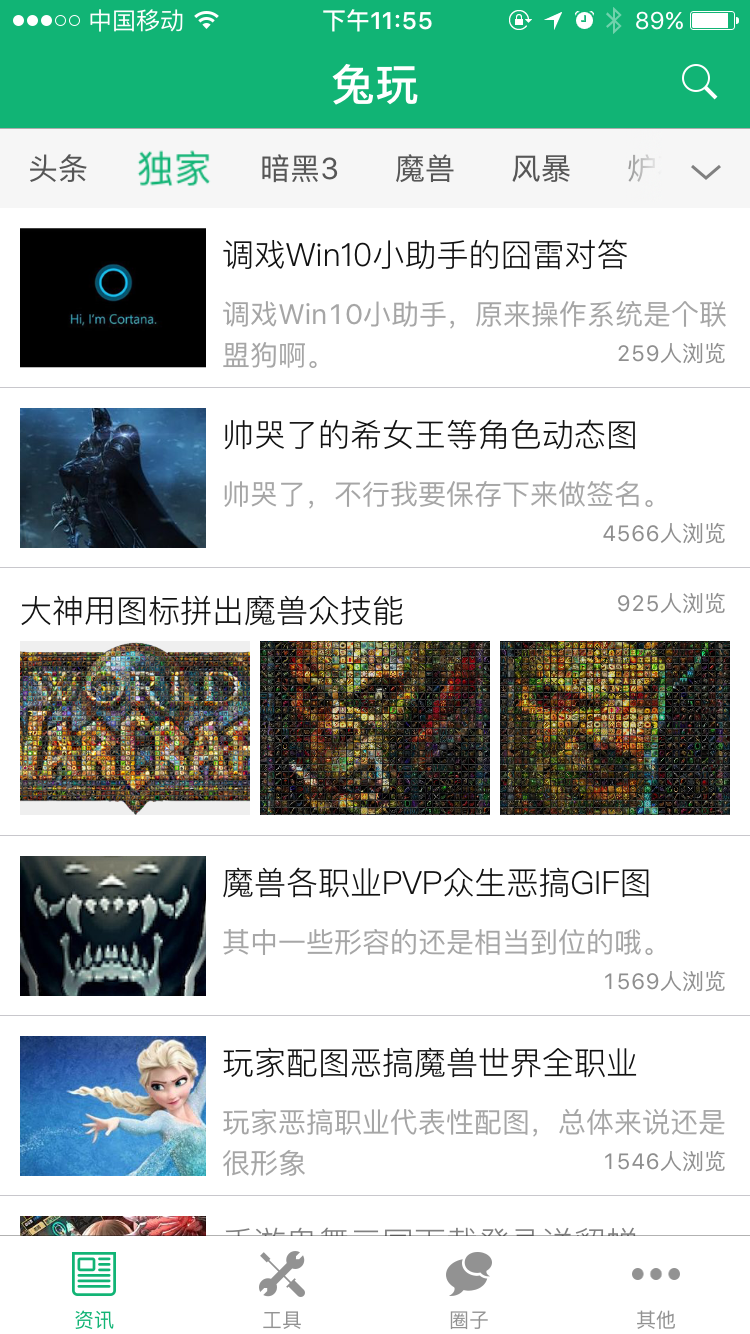 中国移动 下午11:55 89%
兔玩
头条 独家 暗黑3 魔兽 风暴 炉
调戏Win10小助手的囧雷对答
Hi, I'm Cortana.
调戏Win10小助手，原来操作系统是个联
盟狗啊。
259人浏览
帅哭了的希女王等角色动态图
帅哭了，不行我要保存下来做签名。
4566人浏览
大神用图标拼出魔兽众技能
925人浏览
WORLD
WARCRAF
魔兽各职业PVP众生恶搞GIF图
其中一些形容的还是相当到位的哦。
1569人浏览
玩家配图恶搞魔兽世界全职业
玩家恶搞职业代表性配图，总体来说还是
很形象
1546人浏览
资讯 工具 圈子 其他